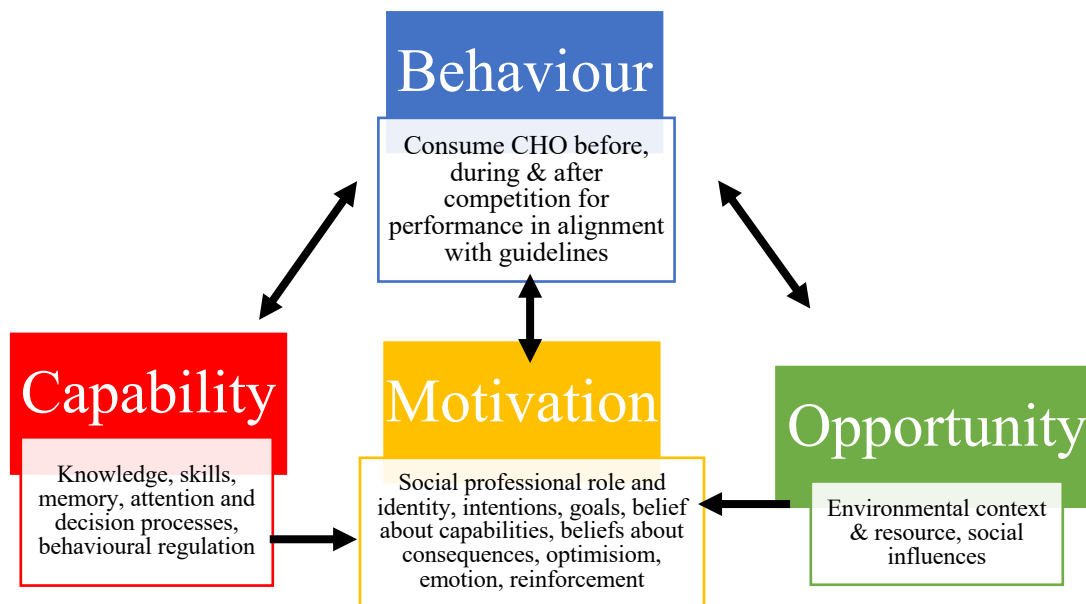 Behaviour
Consume CHO before,
during & after
competition for
performance in alignment
with guidelines
Capability
Knowledge, skills,
memory, attention and
decision processes,
behavioural regulation
Motivation
Social professional role and
identity, intentions, goals, belief
about capabilities, beliefs about
consequences, optimisiom,
emotion, reinforcement
Opportunity
Environmental context
& resource, social
influences